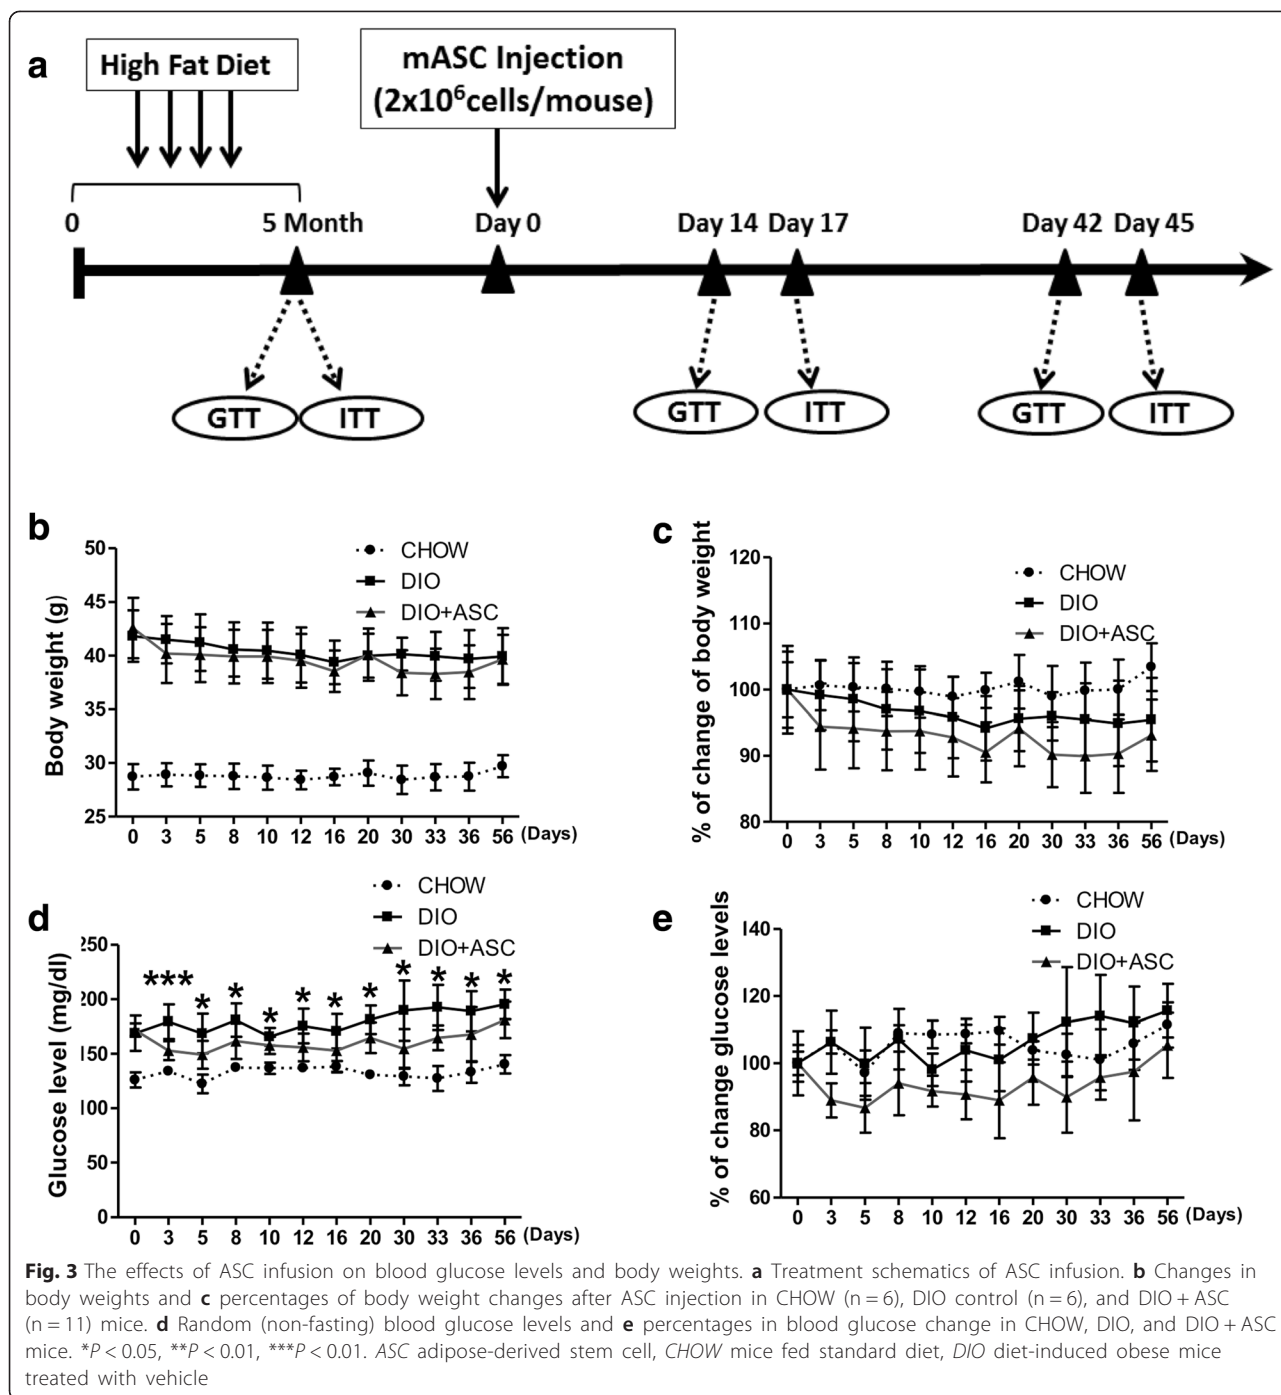 a
High Fat Diet
mASC Injection
(2x10⁶cells/mouse)
0
5 Month
Day 0
Day 14
Day 17
Day 42
Day 45
GTT
ITT
GTT
ITT
GTT
ITT
b
CHOW
DIO
DIO+ASC
Body weight (g)
50
45
40
35
30
25
0 3 5 8 10 12 16 20 30 33 36 56 (Days)
c
CHOW
DIO
DIO+ASC
% of change of body weight
120
110
100
90
80
0 3 5 8 10 12 16 20 30 33 36 56 (Days)
d
CHOW
DIO
DIO+ASC
Glucose level (mg/dl)
250
200
150
100
50
0
*** * * * * * * * * * *
0 3 5 8 10 12 16 20 30 33 36 56 (Days)
e
CHOW
DIO
DIO+ASC
% of change glucose levels
140
120
100
80
60
0 3 5 8 10 12 16 20 30 33 36 56 (Days)
Fig. 3 The effects of ASC infusion on blood glucose levels and body weights. a Treatment schematics of ASC infusion. b Changes in
body weights and c percentages of body weight changes after ASC injection in CHOW (n = 6), DIO control (n = 6), and DIO + ASC
(n = 11) mice. d Random (non-fasting) blood glucose levels and e percentages in blood glucose change in CHOW, DIO, and DIO + ASC
mice. *P < 0.05, **P < 0.01, ***P < 0.01. ASC adipose-derived stem cell, CHOW mice fed standard diet, DIO diet-induced obese mice
treated with vehicle